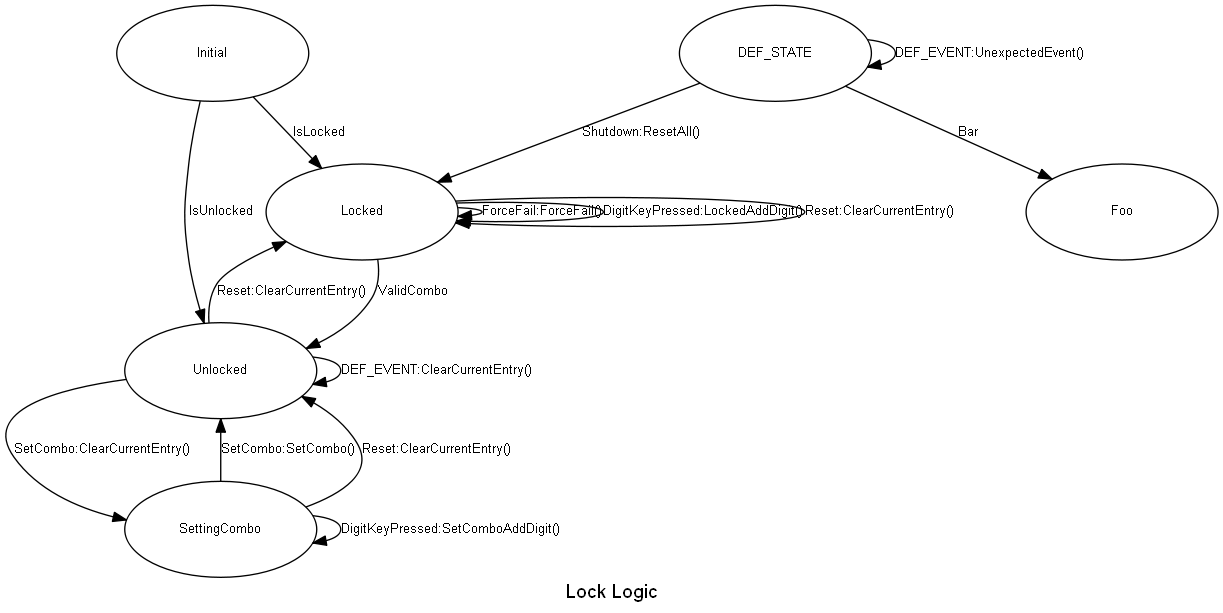 Initial
DEF_STATE
DEF_EVENT:UnexpectedEvent()
IsLocked
Shutdown:ResetAll()
Bar
IsUnlocked
Locked
ForceFail:ForceFail()
DigitKeyPressed:LockedAddDigit()
Reset:ClearCurrentEntry()
Foo
Reset:ClearCurrentEntry()
ValidCombo
Unlocked
DEF_EVENT:ClearCurrentEntry()
SetCombo:ClearCurrentEntry()
SetCombo:SetCombo()
Reset:ClearCurrentEntry()
SettingCombo
DigitKeyPressed:SetComboAddDigit()
Lock Logic